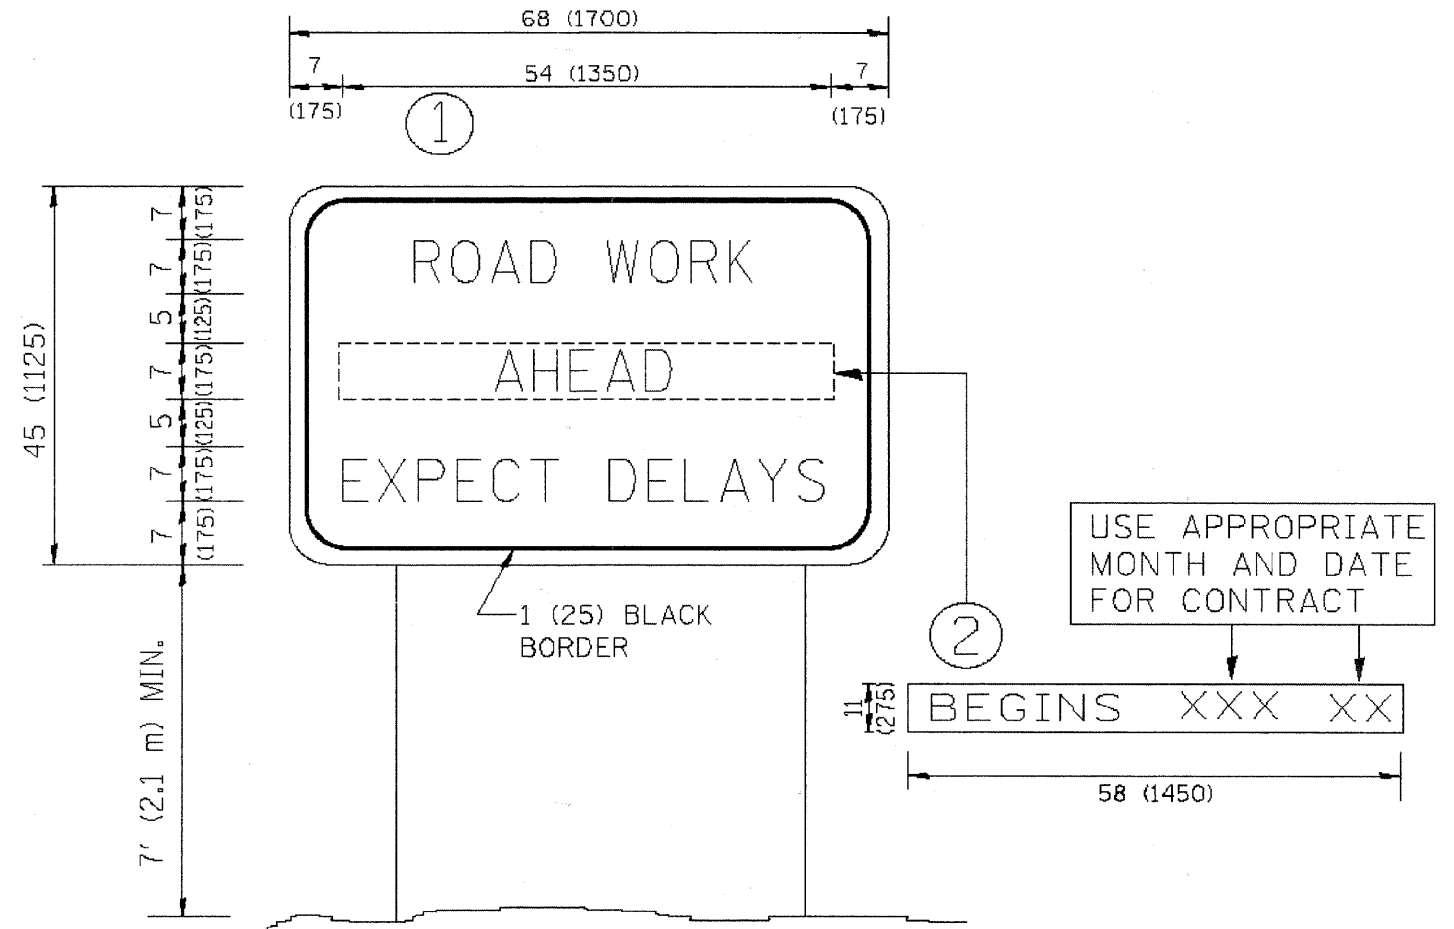 68 (1700)
7
54 (1350)
7
(175)
(175)
1
7
(175)
7
(175)
5
(125)
7
(175)
5
(125)
7
(175)
7
(175)
45 (1125)
ROAD WORK
AHEAD
EXPECT DELAYS
1 (25) BLACK
BORDER
7' (2.1 m) MIN.
USE APPROPRIATE
MONTH AND DATE
FOR CONTRACT
2
11
(275)
BEGINS XXX XX
58 (1450)